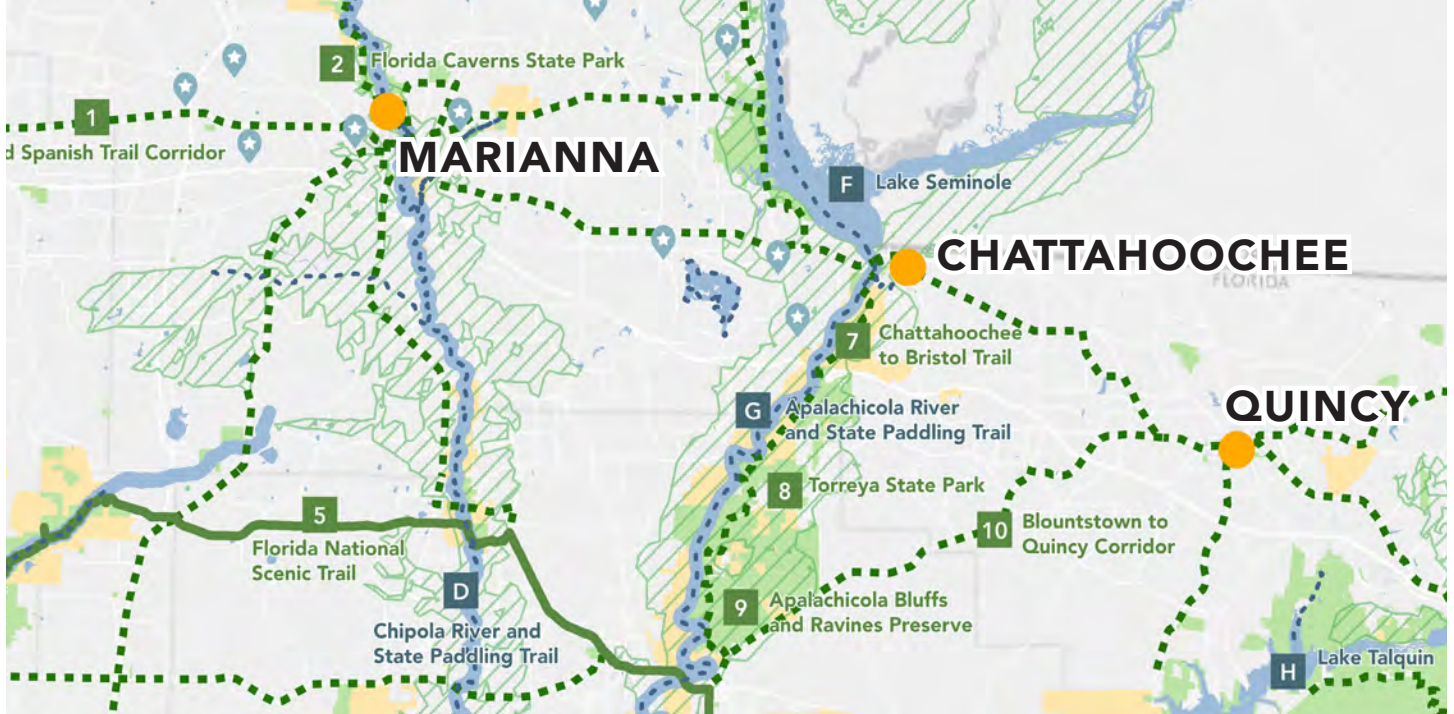 2
Florida Caverns State Park
1
d Spanish Trail Corridor
MARIANNA
F
Lake Seminole
CHATTAHOOCHEE
FLORIDA
7
Chattahoochee
to Bristol Trail
G
Apalachicola River
and State Paddling Trail
QUINCY
8
Torreya State Park
5
Florida National
Scenic Trail
10
Blountstown to
Quincy Corridor
D
Chipola River and
State Paddling Trail
9
Apalachicola Bluffs
and Ravines Preserve
H
Lake Talquin